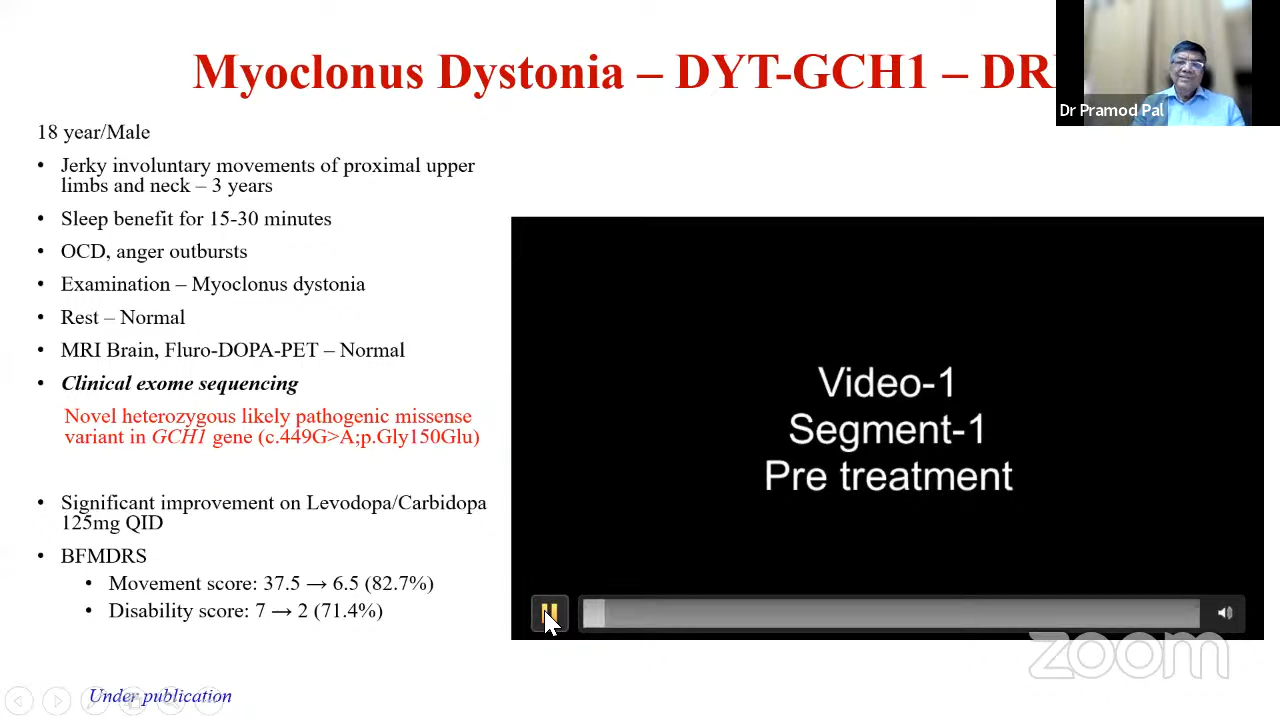 Myoclonus Dystonia – DYT-GCH1 –
Dr Pramod Pal
18 year/Male
• Jerky involuntary movements of proximal upper
limbs and neck – 3 years
• Sleep benefit for 15-30 minutes
• OCD, anger outbursts
• Examination – Myoclonus dystonia
• Rest – Normal
• MRI Brain, Fluro-DOPA-PET – Normal
• Clinical exome sequencing
Novel heterozygous likely pathogenic missense
variant in GCH1 gene (c.449G>A;p.Gly150Glu)
• Significant improvement on Levodopa/Carbidopa
125mg QID
• BFMDRS
• Movement score: 37.5 → 6.5 (82.7%)
• Disability score: 7 → 2 (71.4%)
Video-1
Segment-1
Pre treatment
zoom
Under publication